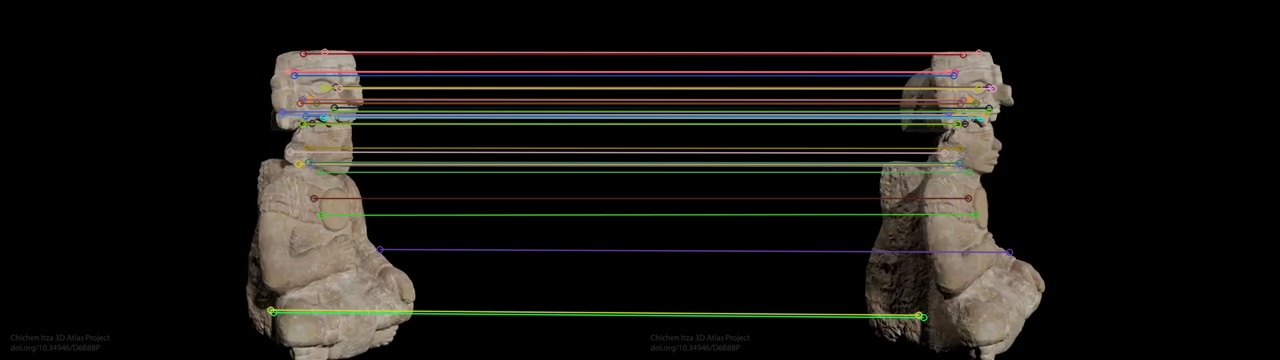 Chichen Itza 3D Atlas Project
doi.org/10.34946/D6B88P
Chichen Itza 3D Atlas Project
doi.org/10.34946/D6B88P